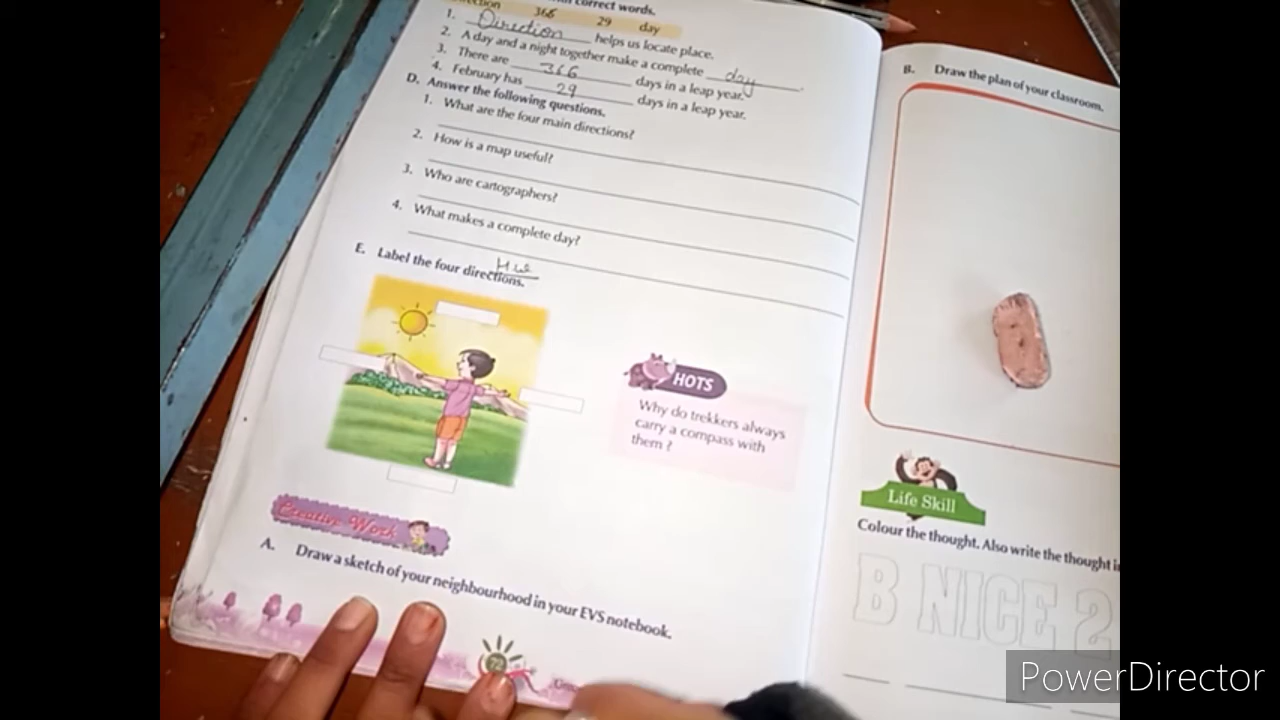 correct words.
366 29 day
1. Direction helps us locate place.
2. A day and a night together make a complete day.
3. There are 366 days in a leap year.
4. February has 29 days in a leap year.
D. Answer the following questions.
1. What are the four main directions?
2. How is a map useful?
3. Who are cartographers?
4. What makes a complete day?
E. Label the four directions.
H.W
HOTS
Why do trekkers always
carry a compass with
them ?
Creative Work
A. Draw a sketch of your neighbourhood in your EVS notebook.
72
B. Draw the plan of your classroom.
Life Skill
Colour the thought. Also write the thought
B NICE 2
PowerDirector